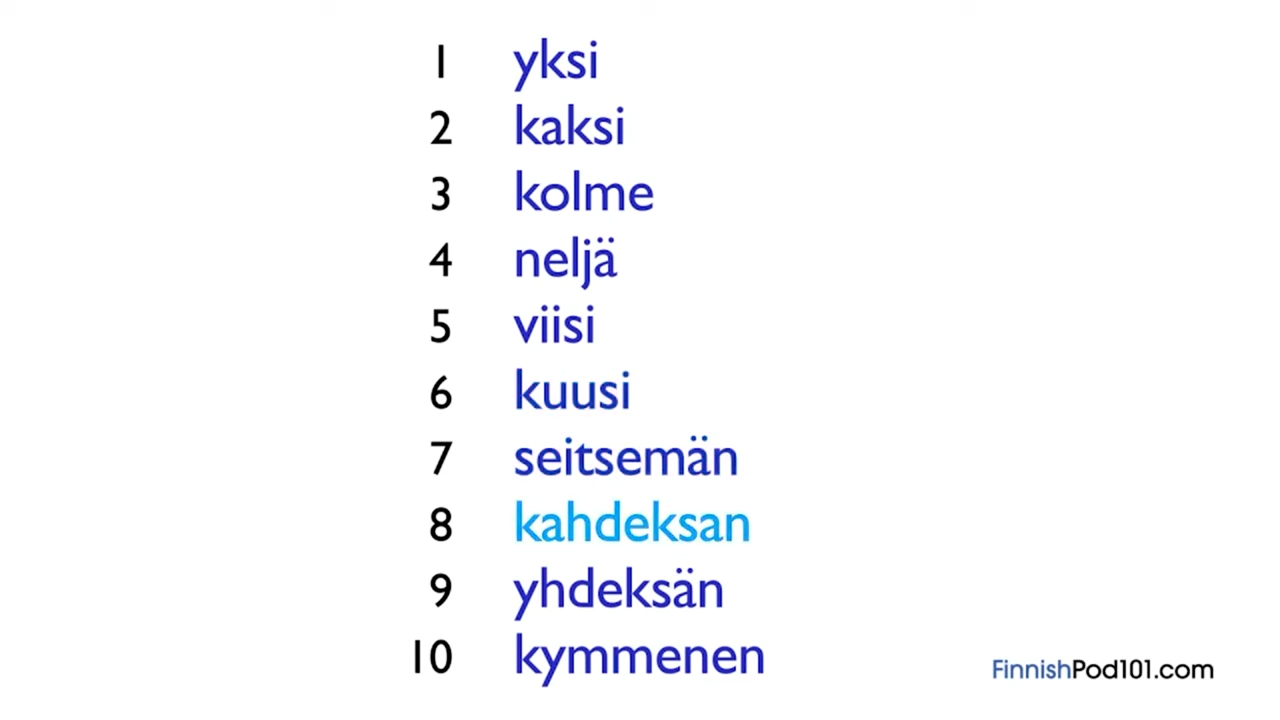 1 yksi
2 kaksi
3 kolme
4 neljä
5 viisi
6 kuusi
7 seitsemän
8 kahdeksan
9 yhdeksän
10 kymmenen
FinnishPod101.com